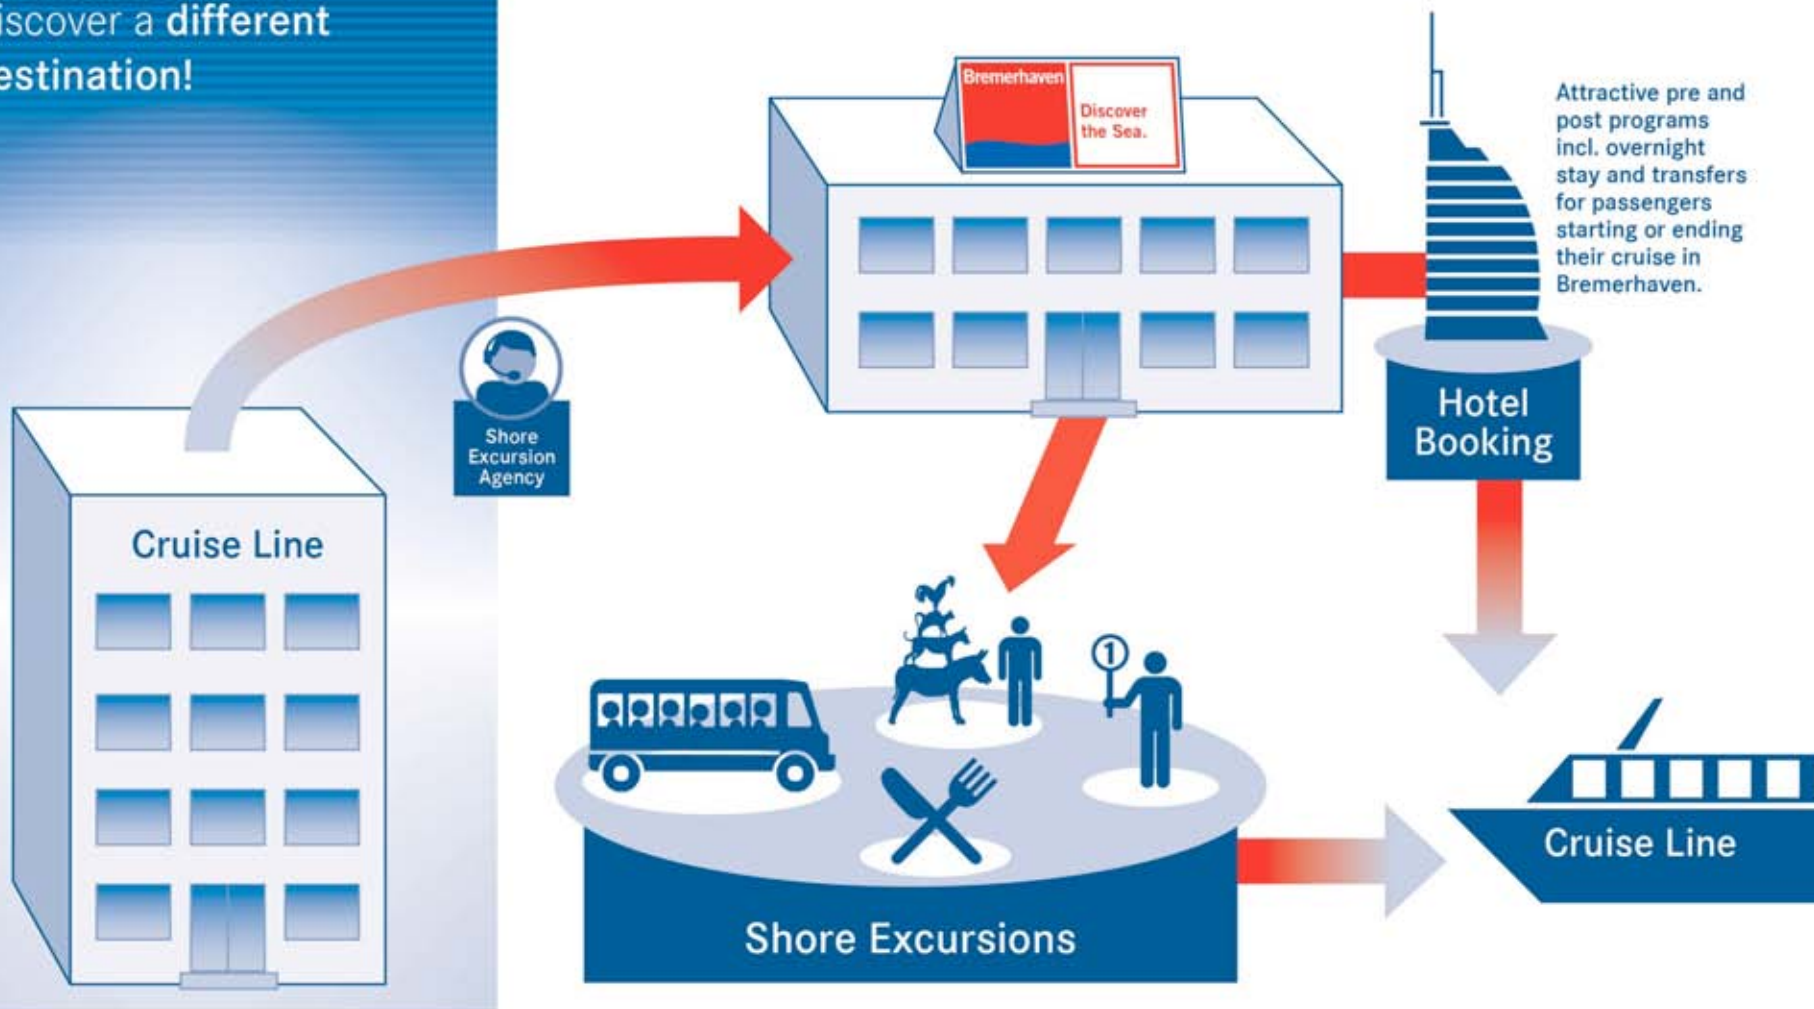 iscover a different
estination!
Bremerhaven
Discover
the Sea.
Attractive pre and
post programs
incl. overnight
stay and transfers
for passengers
starting or ending
their cruise in
Bremerhaven.
Shore
Excursion
Agency
Hotel
Booking
Cruise Line
1
Cruise Line
Shore Excursions